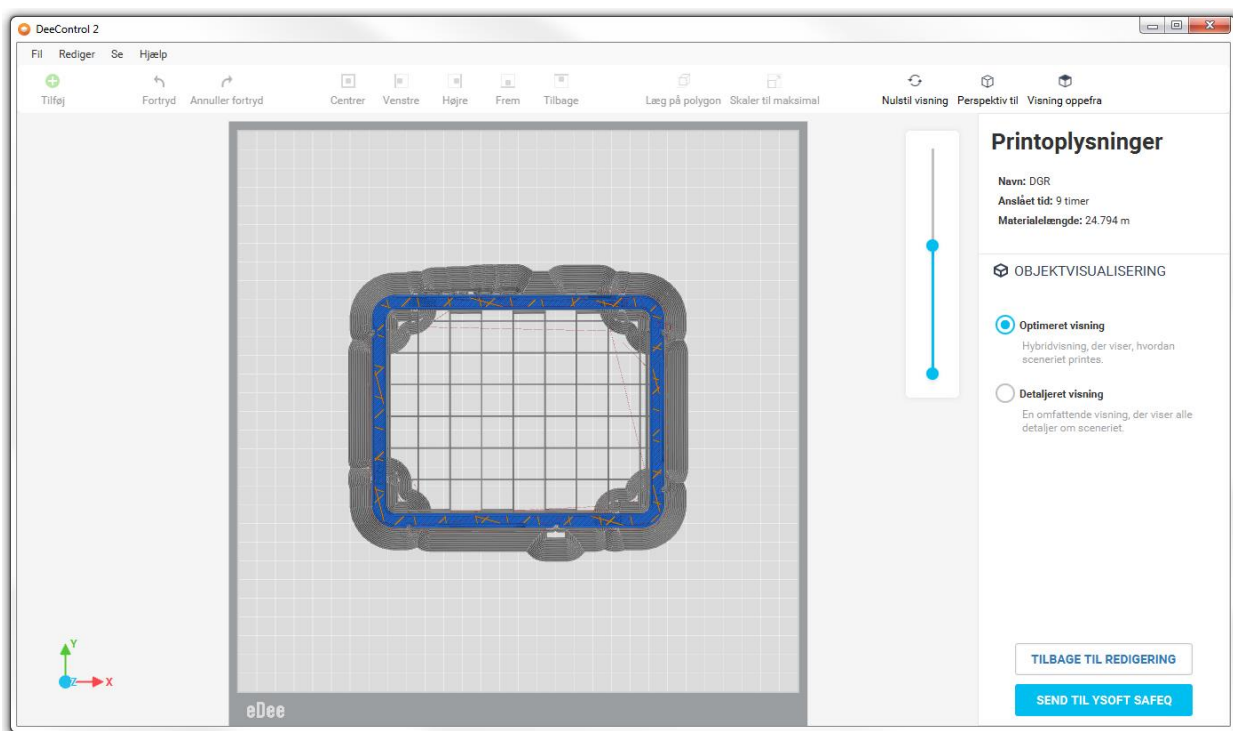 DeeControl 2
Fil Rediger Se Hjælp
Tilføj Fortryd Annuller fortryd Centrer Venstre Højre Frem Tilbage Læg på polygon Skaler til maksimal Nulstil visning Perspektiv til Visning oppefra
Printoplysninger
Navn: DGR
Anslået tid: 9 timer
Materialelængde: 24.794 m
OBJEKTVISUALISERING
Optimeret visning
Hybridvisning, der viser, hvordan
sceneriet printes.
Detaljeret visning
En omfattende visning, der viser alle
detaljer om sceneriet.
Y
Z X
eDee
TILBAGE TIL REDIGERING
SEND TIL YSOFT SAFEQ